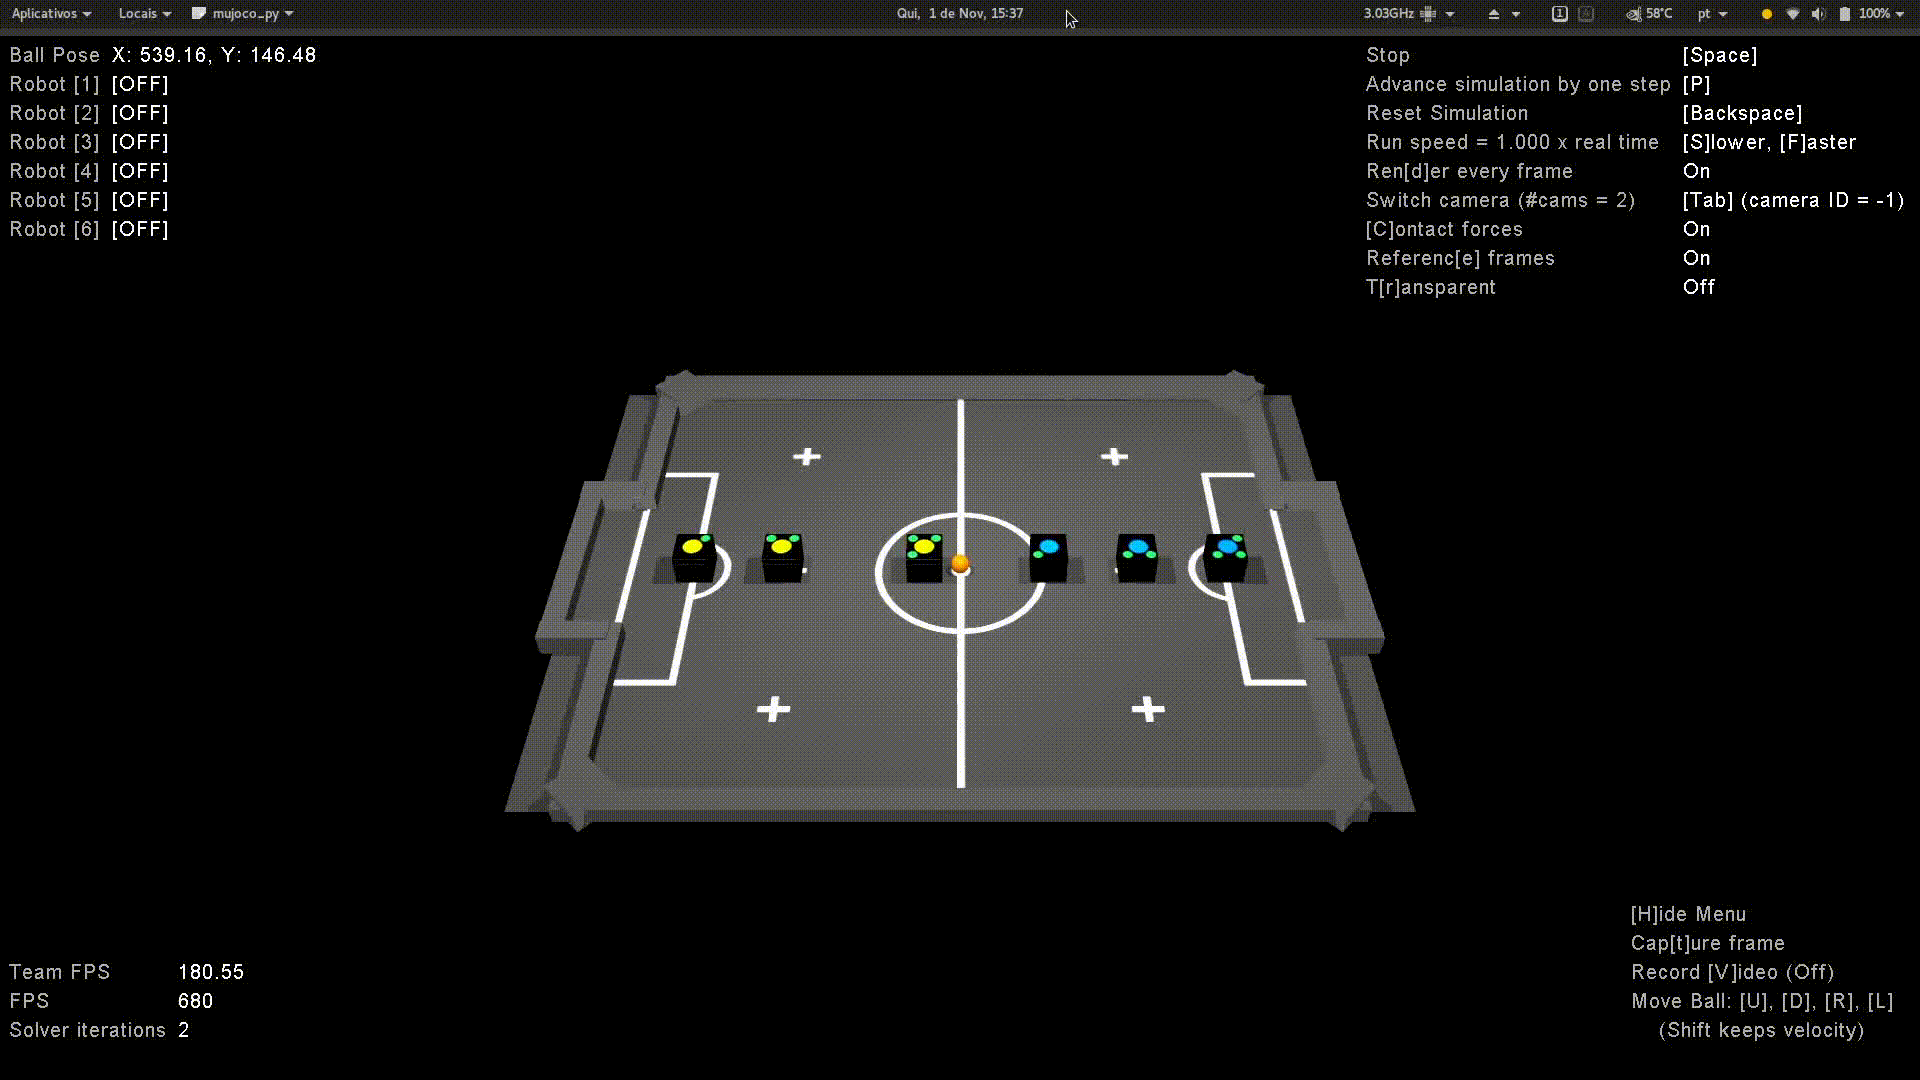 Aplicativos Locais mujoco_py Qui, 1 de Nov, 15:37 3.03GHz 1 A 58°C pt 100%
Ball Pose X: 539.16, Y: 146.48
Robot [1] [OFF]
Robot [2] [OFF]
Robot [3] [OFF]
Robot [4] [OFF]
Robot [5] [OFF]
Robot [6] [OFF]
Stop [Space]
Advance simulation by one step [P]
Reset Simulation [Backspace]
Run speed = 1.000 x real time [S]lower, [F]aster
Ren[d]er every frame On
Switch camera (#cams = 2) [Tab] (camera ID = -1)
[C]ontact forces On
Referenc[e] frames On
T[r]ansparent Off
Team FPS 180.55
FPS 680
Solver iterations 2
[H]ide Menu
Cap[t]ure frame
Record [V]ideo (Off)
Move Ball: [U], [D], [R], [L]
(Shift keeps velocity)